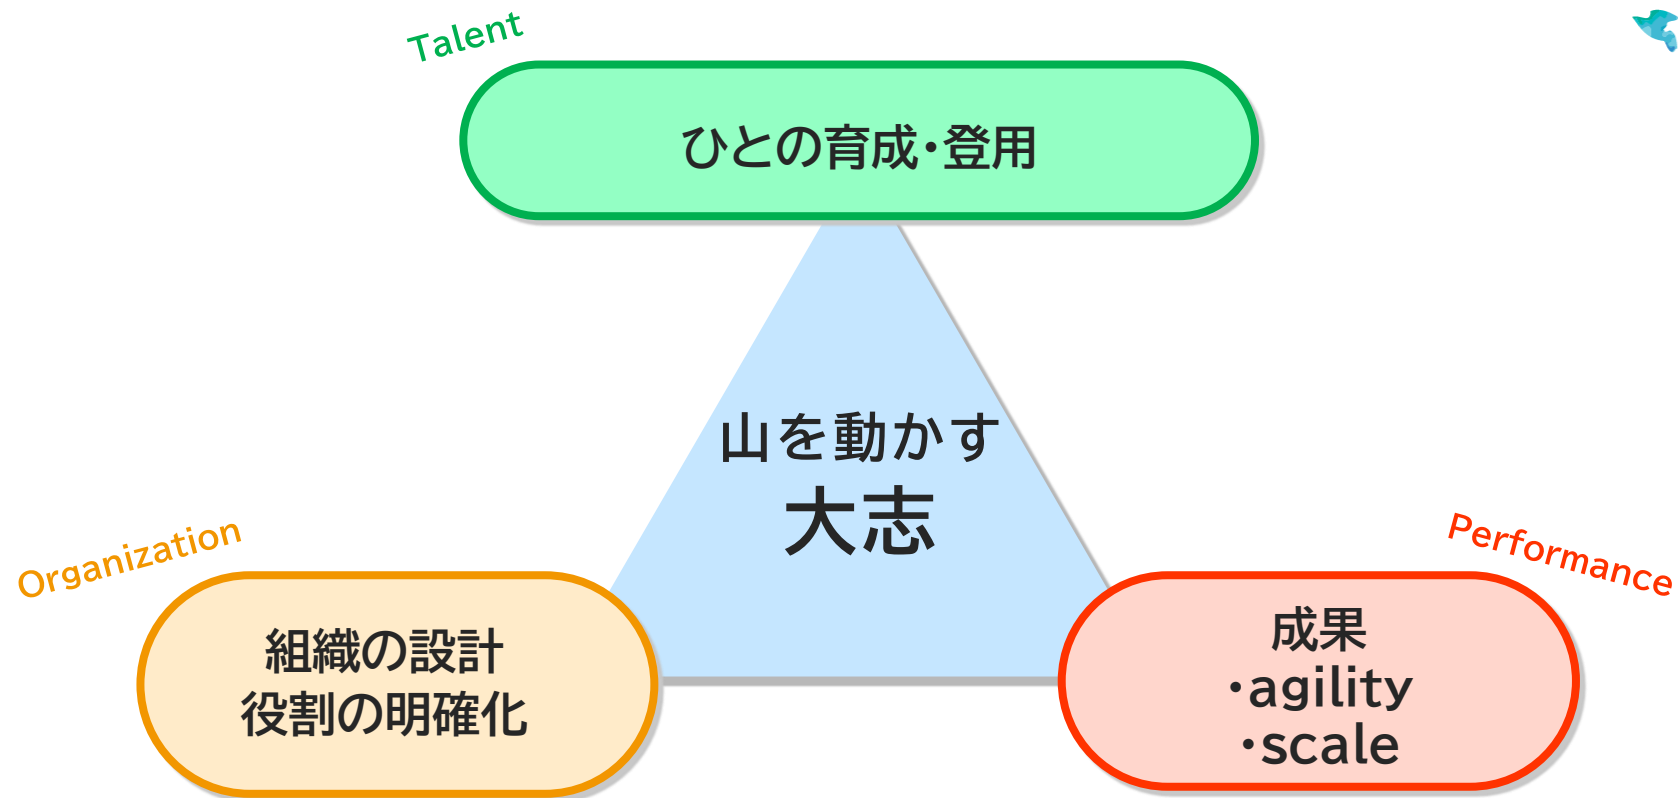 Talent
ひとの育成・登用
山を動かす
大志
Organization
組織の設計
役割の明確化
Performance
成果
・agility
・scale